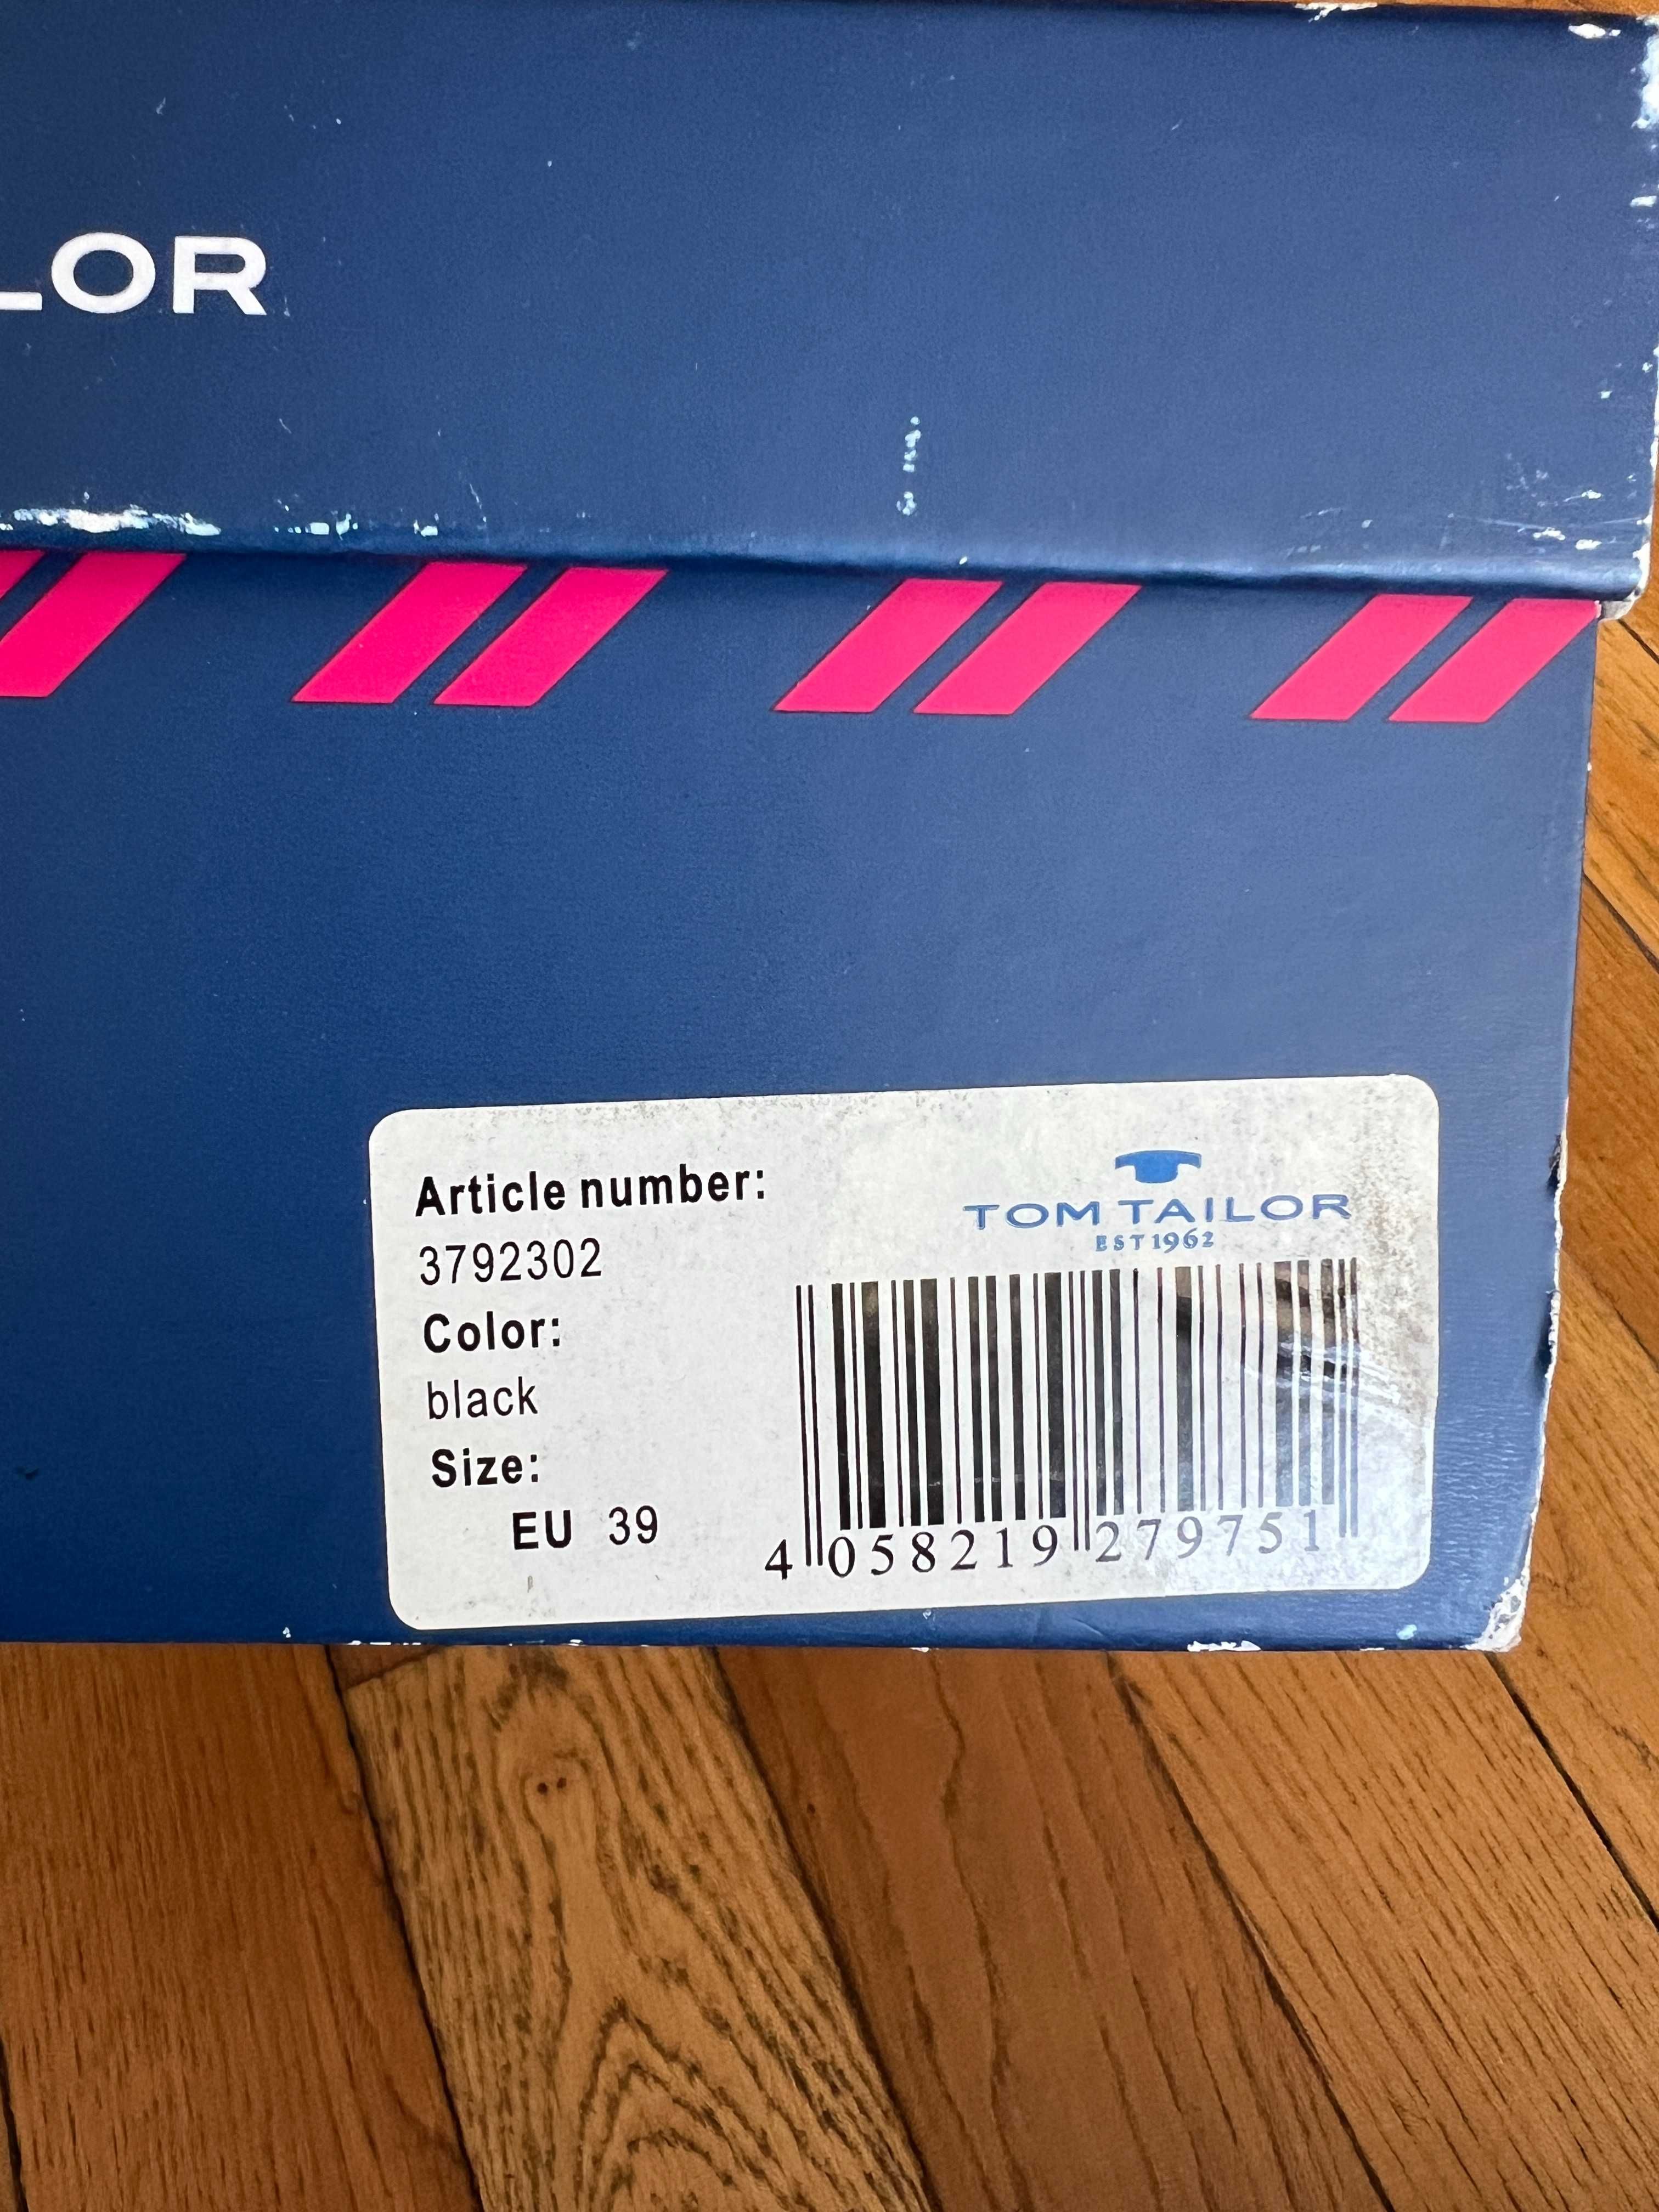 LOR
Article number:
3792302
Color:
black
Size:
EU 39
TOM TAILOR
EST 1962
4 058219 279751